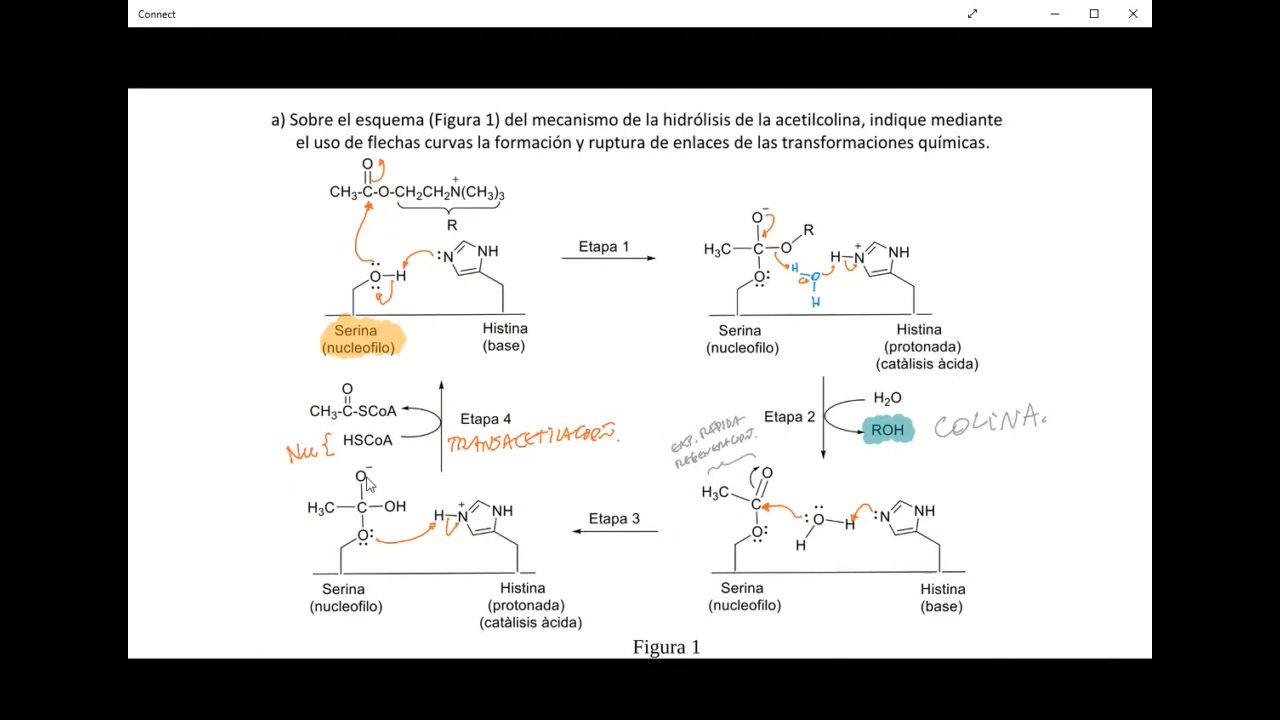 Connect
a) Sobre el esquema (Figura 1) del mecanismo de la hidrólisis de la acetilcolina, indique mediante
el uso de flechas curvas la formación y ruptura de enlaces de las transformaciones químicas.
O
CH3-C-O-CH2CH2N(CH3)3
+
R
:N NH
O H
Serina
(nucleofilo)
Histina
(base)
Etapa 1
O-
R
H3C C O
O:
H O
H
H N + NH
Serina
(nucleofilo)
Histina
(protonada)
(catàlisis àcida)
Etapa 2
H2O
ROH
COLINA.
O
CH3-C-SCoA
HSCoA
Nu {
Etapa 4
TRANSACETILACIÓN.
O-
H3C C OH
O:
H N + NH
Serina
(nucleofilo)
Histina
(protonada)
(catàlisis àcida)
Etapa 3
RÁPIDA
REGENERACIÓN.
O
H3C C
O:
:O H
H
:N NH
Serina
(nucleofilo)
Histina
(base)
Figura 1